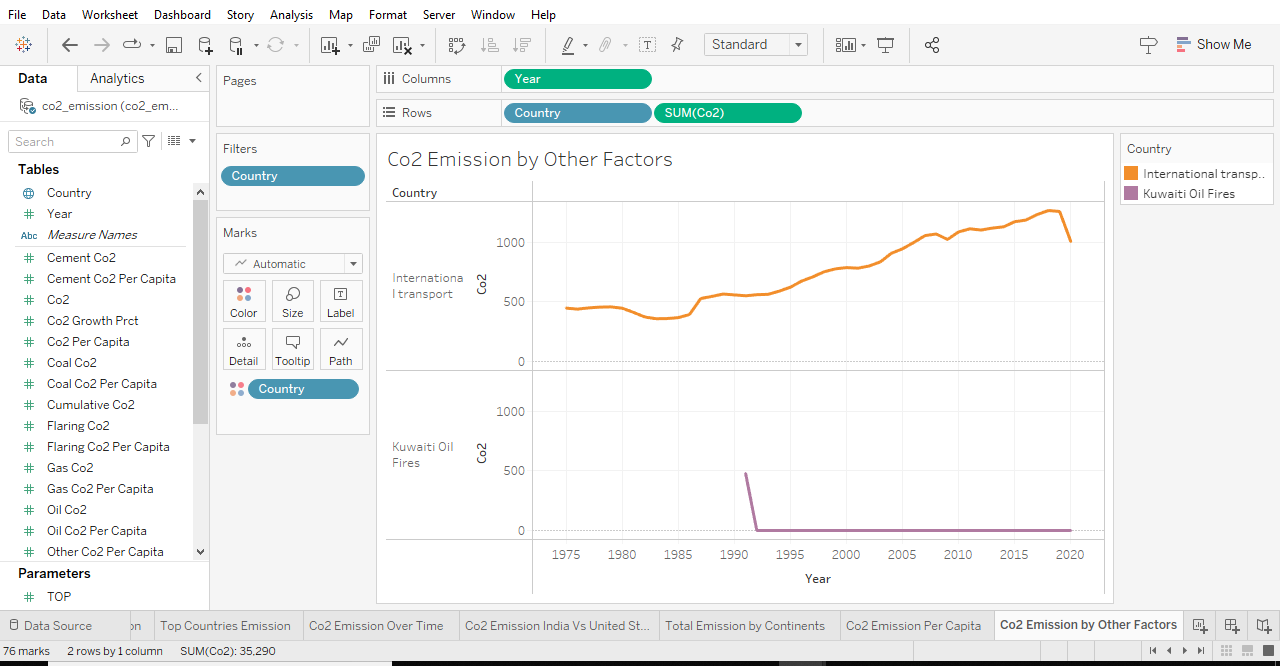 File Data Worksheet Dashboard Story Analysis Map Format Server Window Help
Standard
Show Me
Data Analytics
co2_emission (co2_em...
Search
Tables
Country
Year
Abc Measure Names
Cement Co2
Cement Co2 Per Capita
Co2
Co2 Growth Prct
Co2 Per Capita
Coal Co2
Coal Co2 Per Capita
Cumulative Co2
Flaring Co2
Flaring Co2 Per Capita
Gas Co2
Gas Co2 Per Capita
Oil Co2
Oil Co2 Per Capita
Other Co2 Per Capita
Parameters
TOP
Pages
Filters
Country
Marks
Automatic
Color Size Label
Detail Tooltip Path
Country
Columns Year
Rows Country SUM(Co2)
Co2 Emission by Other Factors
Country
Internationa
l transport
Co2
1000
500
0
Kuwaiti Oil
Fires
Co2
1000
500
0
1975 1980 1985 1990 1995 2000 2005 2010 2015 2020
Year
Country
International transp..
Kuwaiti Oil Fires
Data Source on Top Countries Emission Co2 Emission Over Time Co2 Emission India Vs United St... Total Emission by Continents Co2 Emission Per Capita Co2 Emission by Other Factors
76 marks 2 rows by 1 column SUM(Co2): 35,290